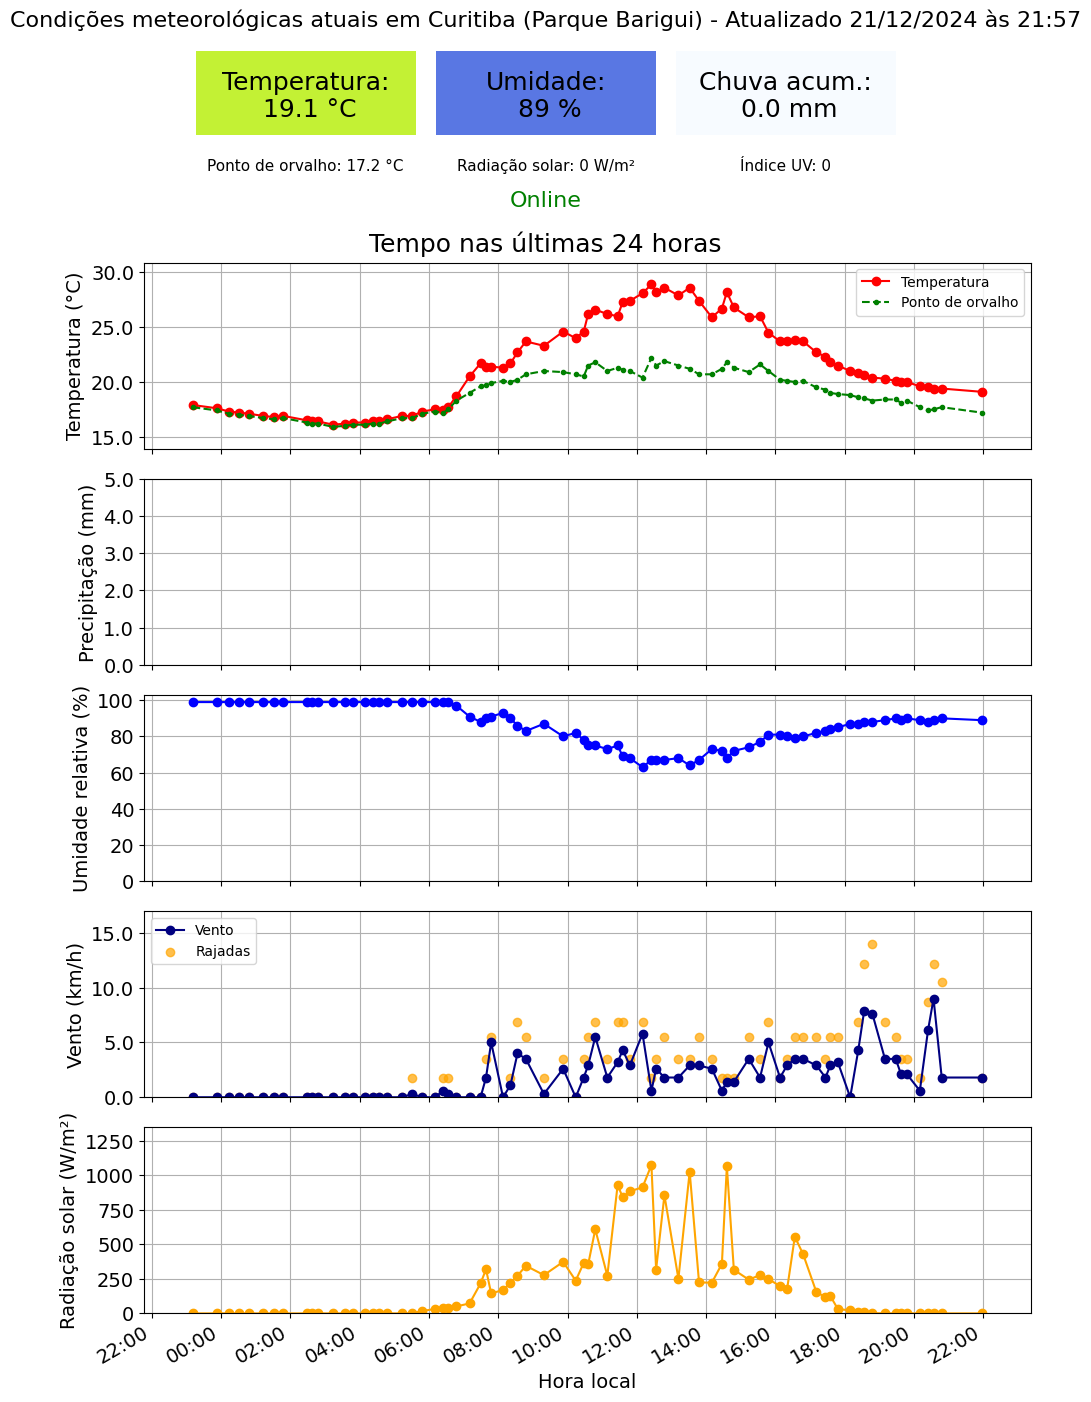 Condições meteorológicas atuais em Curitiba (Parque Barigui) - Atualizado 21/12/2024 às 21:57
Temperatura:
19.1 °C
Umidade:
89 %
Chuva acum.:
0.0 mm
Ponto de orvalho: 17.2 °C
Radiação solar: 0 W/m²
Índice UV: 0
Online
Tempo nas últimas 24 horas
Temperatura (°C)
30.0
25.0
20.0
15.0
Temperatura
Ponto de orvalho
Precipitação (mm)
5.0
4.0
3.0
2.0
1.0
0.0
Umidade relativa (%)
100
80
60
40
20
0
Vento (km/h)
15.0
10.0
5.0
0.0
Vento
Rajadas
Radiação solar (W/m²)
1250
1000
750
500
250
0
22:00
00:00
02:00
04:00
06:00
08:00
10:00
12:00
14:00
16:00
18:00
20:00
22:00
Hora local